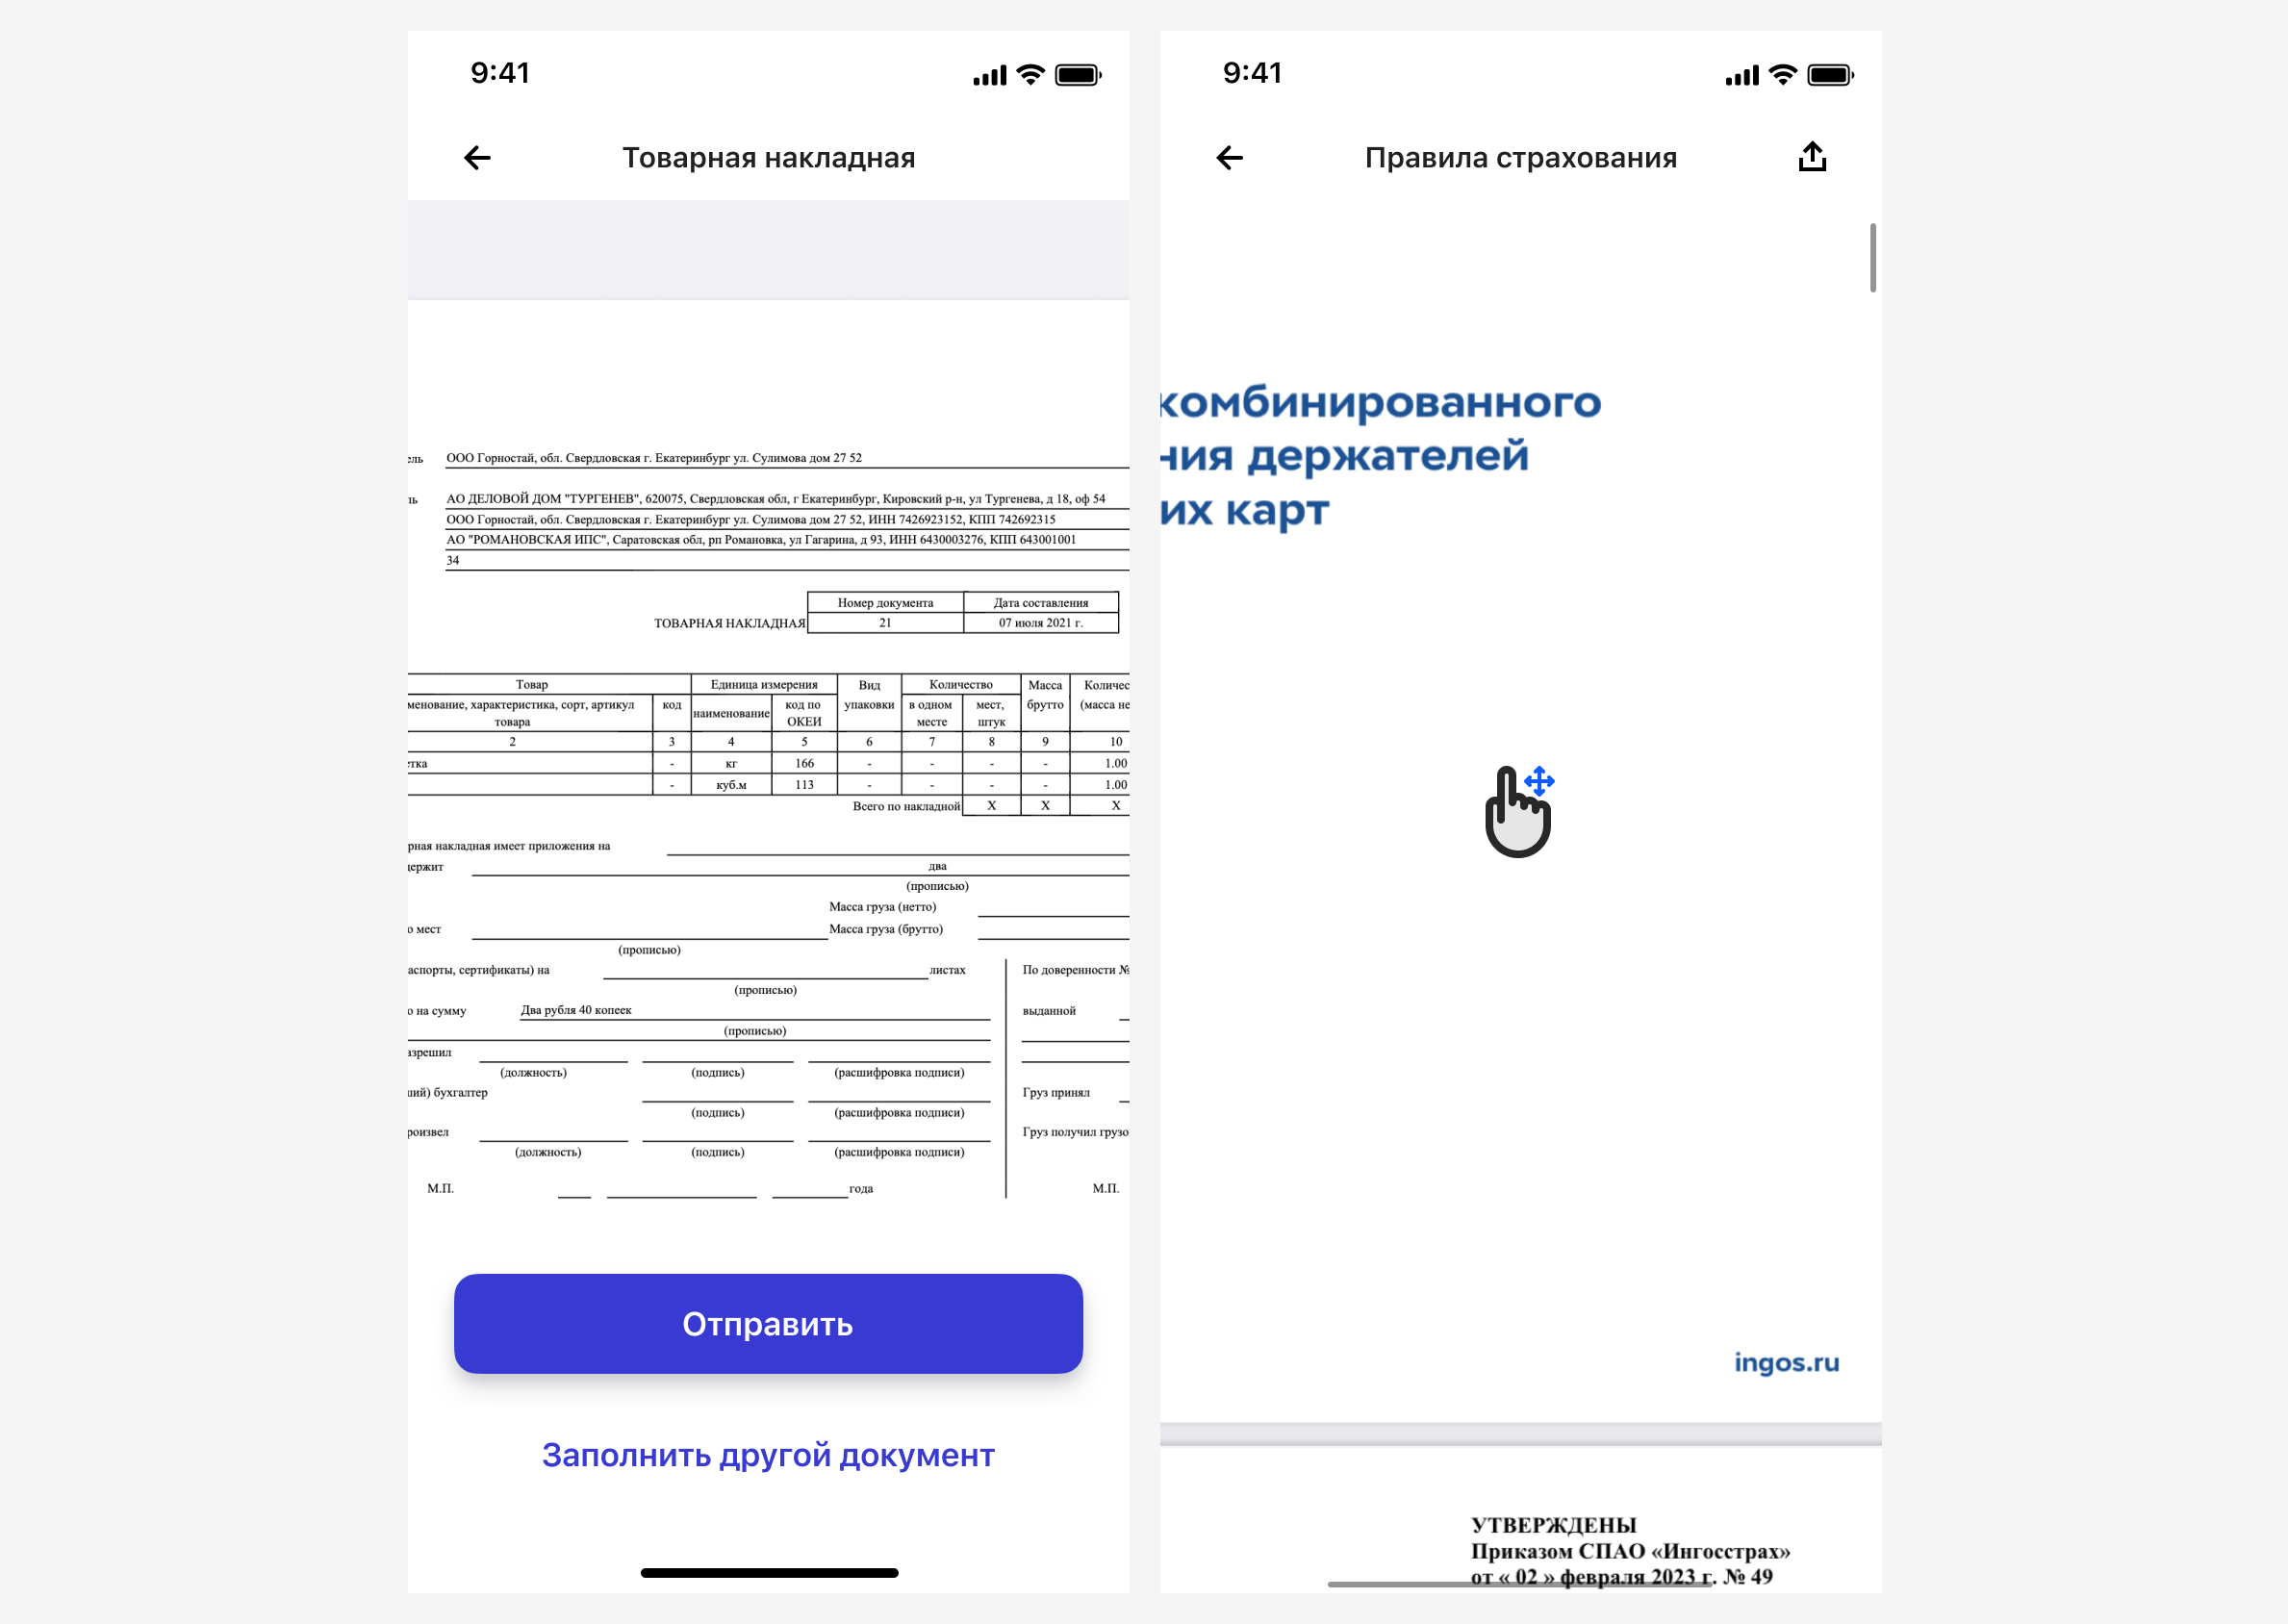 9:41
Товарная накладная
ель ООО Горностай, обл. Свердловская г. Екатеринбург ул. Сулимова дом 27 52
ль АО ДЕЛОВОЙ ДОМ "ТУРГЕНЕВ", 620075, Свердловская обл, г Екатеринбург, Кировский р-н, ул Тургенева, д 18, оф 54
ООО Горностай, обл. Свердловская г. Екатеринбург ул. Сулимова дом 27 52, ИНН 7426923152, КПП 742692315
АО "РОМАНОВСКАЯ ИПС", Саратовская обл, рп Романовка, ул Гагарина, д 93, ИНН 6430003276, КПП 643001001
34
Номер документа Дата составления
ТОВАРНАЯ НАКЛАДНАЯ 21 07 июля 2021 г.
Товар Единица измерения Вид Количество Масса Количес
менование, характеристика, сорт, артикул код наименование код по упаковки в одном мест, брутто (масса не
товара ОКЕИ месте штук
2 3 4 5 6 7 8 9 10
етка - кг 166 - - - - 1.00
- куб.м 113 - - - - 1.00
Всего по накладной X X X
рная накладная имеет приложения на
держит два
(прописью)
Масса груза (нетто)
о мест Масса груза (брутто)
(прописью)
аспорты, сертификаты) на листах По доверенности №
(прописью)
о на сумму Два рубля 40 копеек выданной
(прописью)
азрешил
(должность) (подпись) (расшифровка подписи)
ший) бухгалтер Груз принял
(подпись) (расшифровка подписи)
роизвел Груз получил грузо
(должность) (подпись) (расшифровка подписи)
М.П. года М.П.
Отправить
Заполнить другой документ
9:41
Правила страхования
комбинированного
ния держателей
их карт
ingos.ru
УТВЕРЖДЕНЫ
Приказом СПАО «Ингосстрах»
от « 02 » февраля 2023 г. № 49